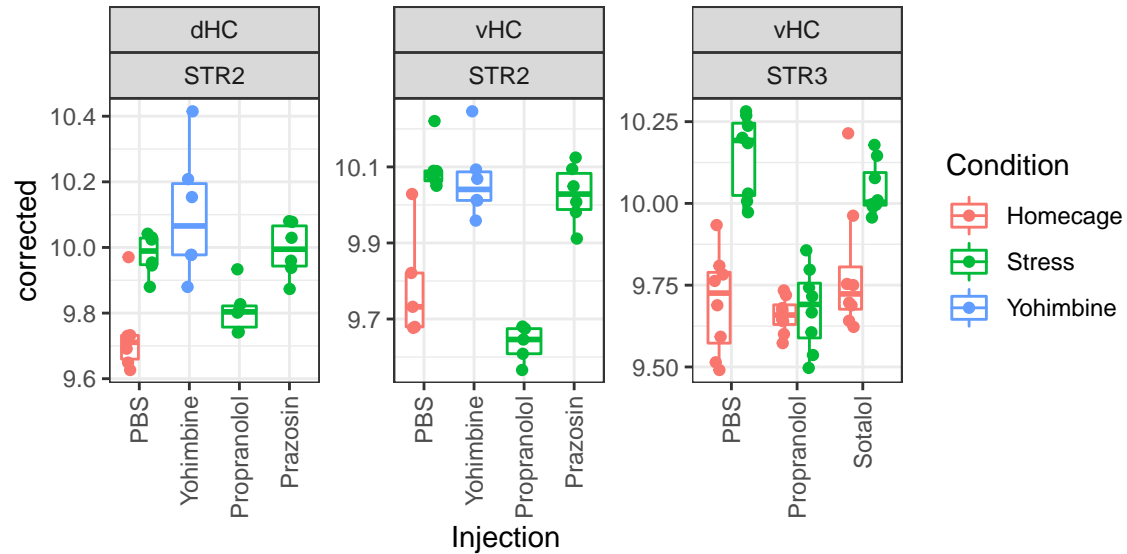 dHC
STR2
vHC
STR2
vHC
STR3
corrected
10.4
10.2
10.0
9.8
9.6
10.1
9.9
9.7
10.25
10.00
9.75
9.50
PBS
Yohimbine
Propranolol
Prazosin
PBS
Yohimbine
Propranolol
Prazosin
PBS
Propranolol
Sotalol
Injection
Condition
Homecage
Stress
Yohimbine